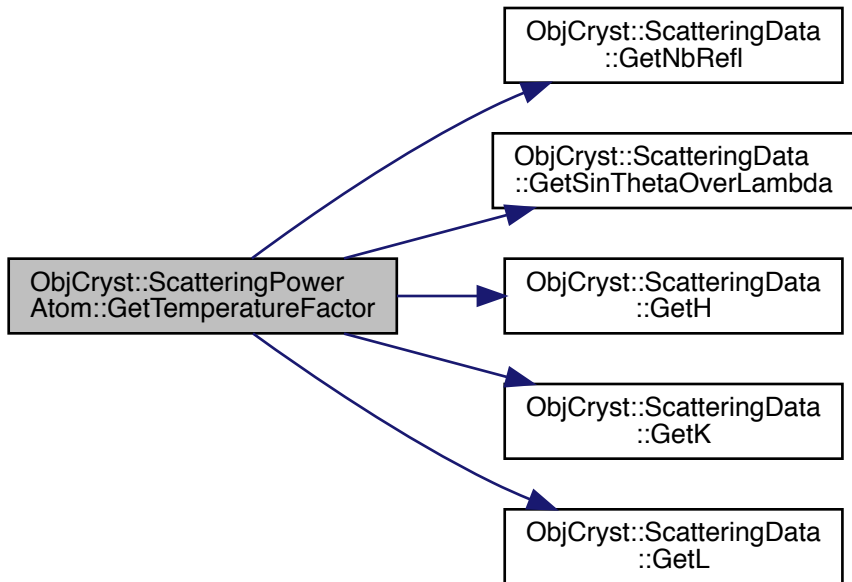 ObjCryst::ScatteringData
::GetNbRefl
ObjCryst::ScatteringData
::GetSinThetaOverLambda
ObjCryst::ScatteringPower
Atom::GetTemperatureFactor
ObjCryst::ScatteringData
::GetH
ObjCryst::ScatteringData
::GetK
ObjCryst::ScatteringData
::GetL